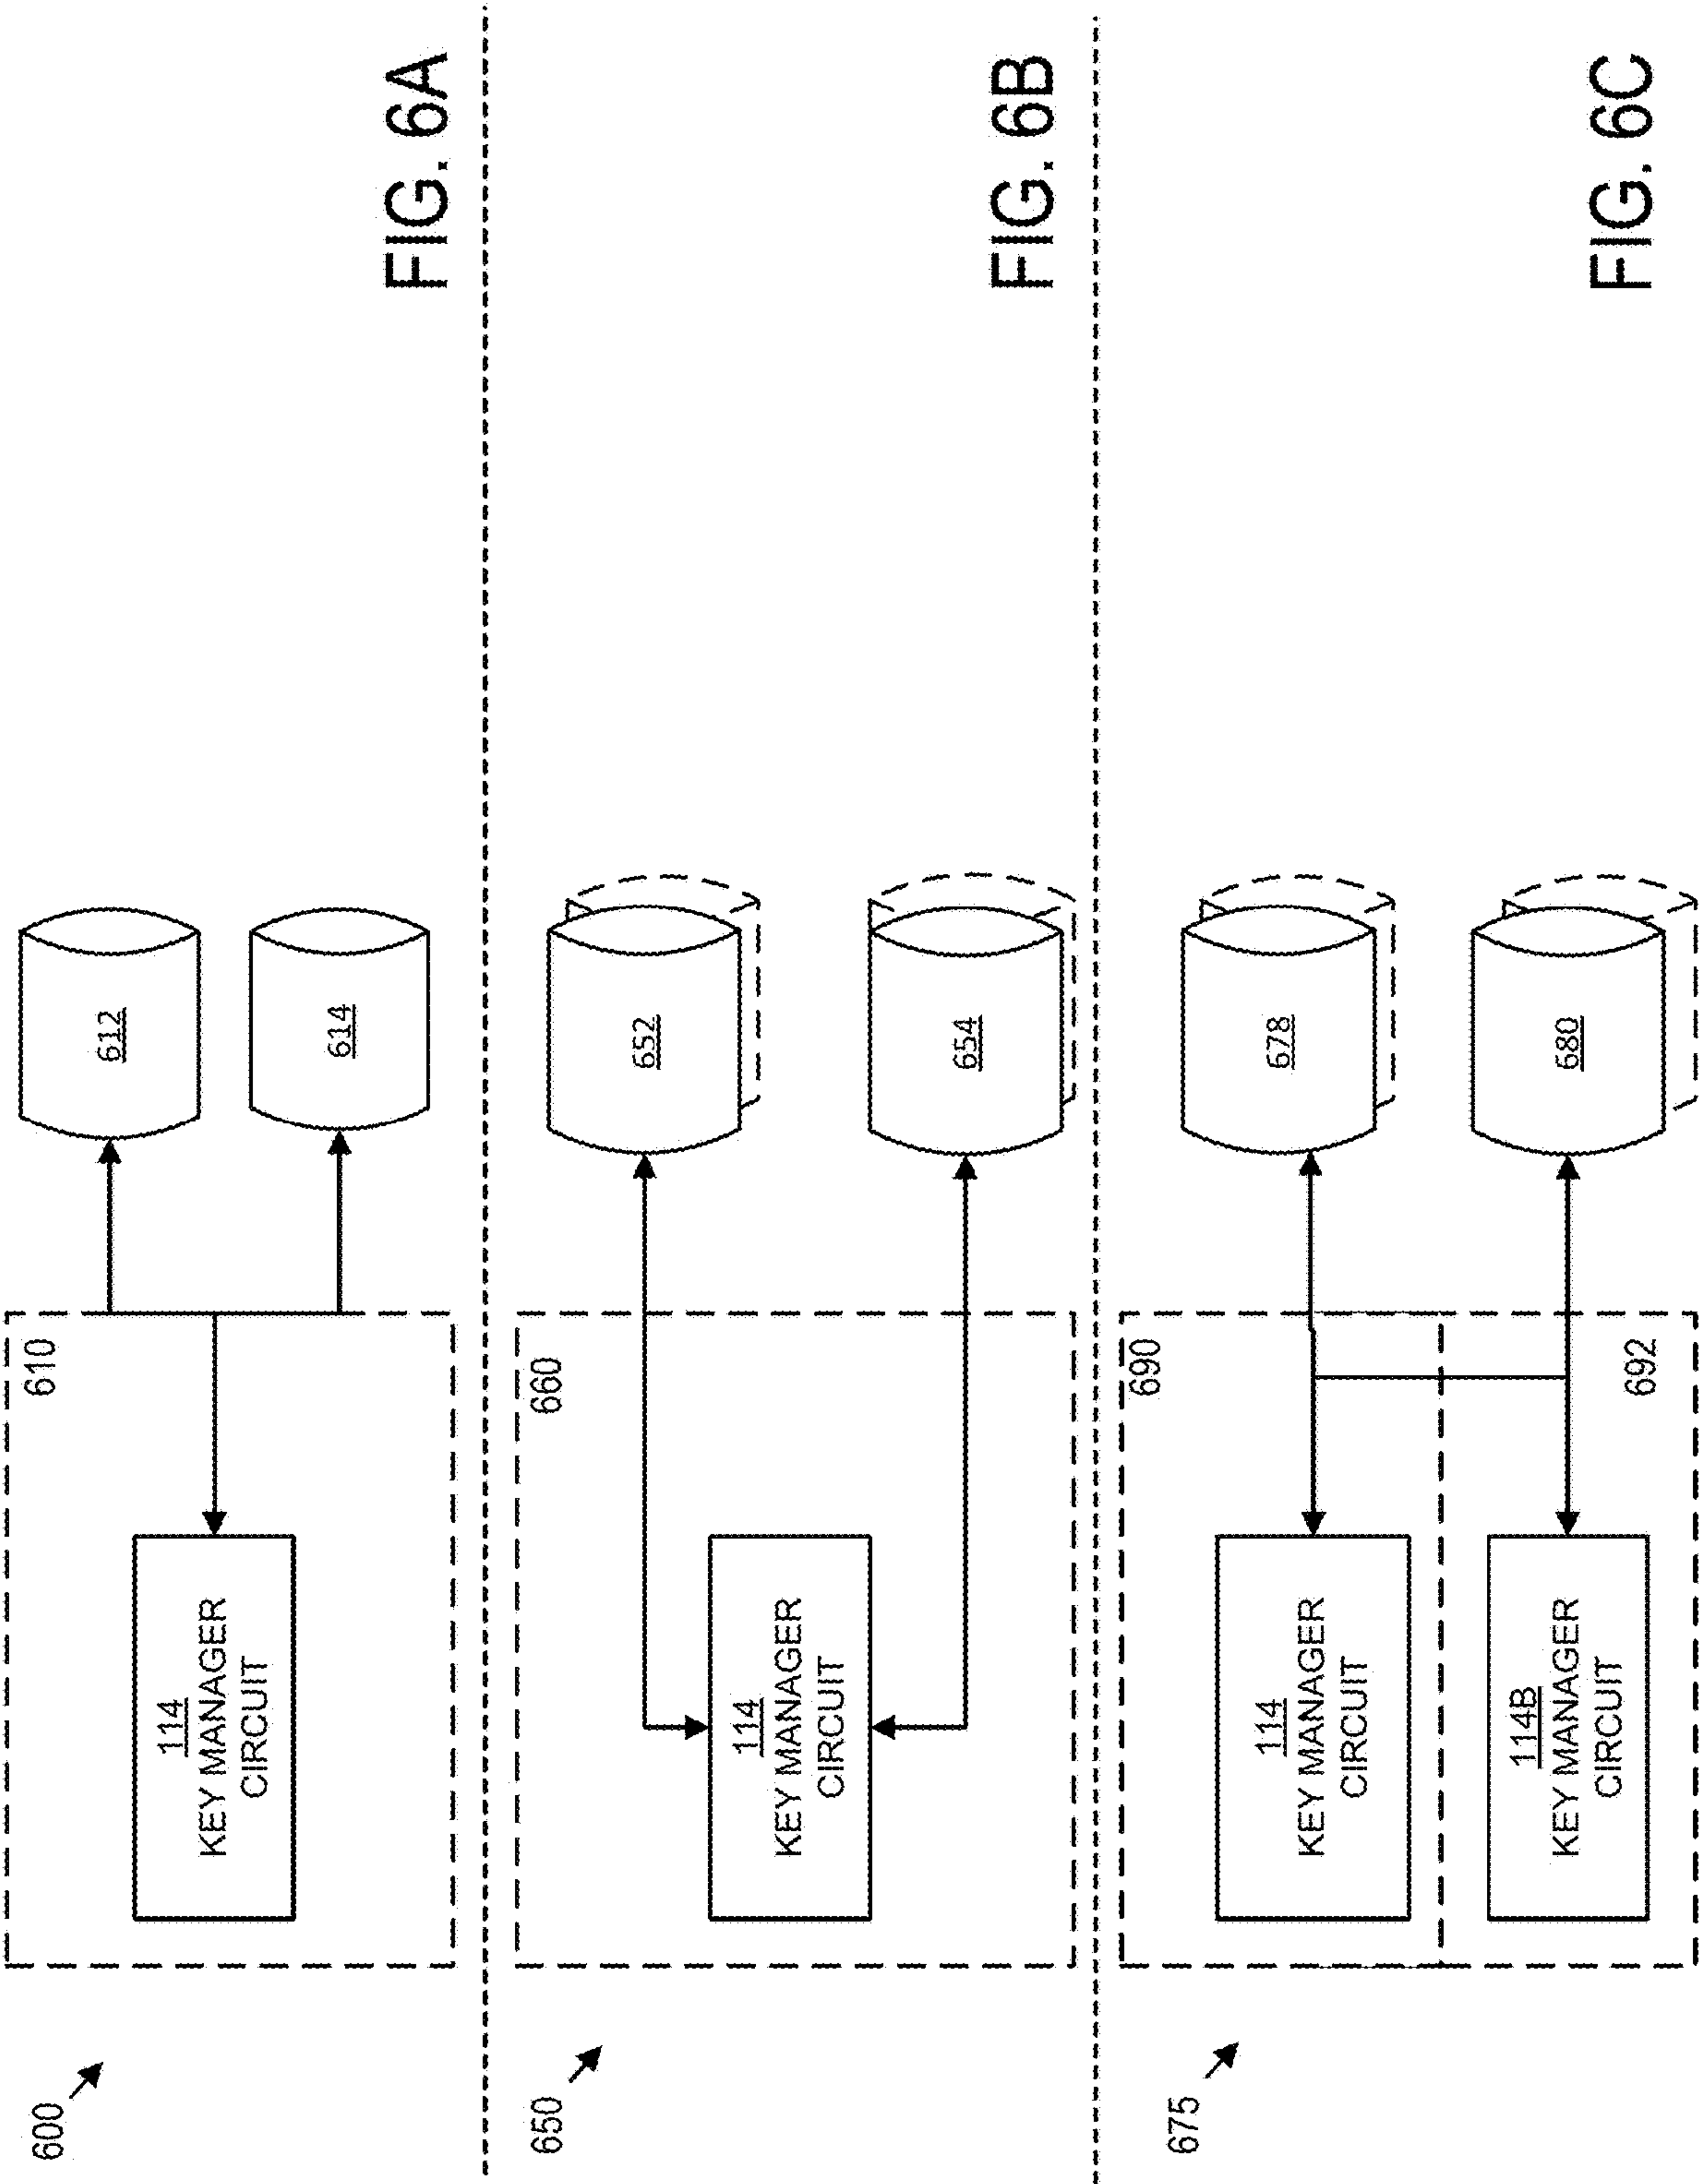 600
610
114
KEY MANAGER
CIRCUIT
612
614
FIG. 6A
650
660
114
KEY MANAGER
CIRCUIT
652
654
FIG. 6B
675
690
114
KEY MANAGER
CIRCUIT
692
114B
KEY MANAGER
CIRCUIT
678
680
FIG. 6C